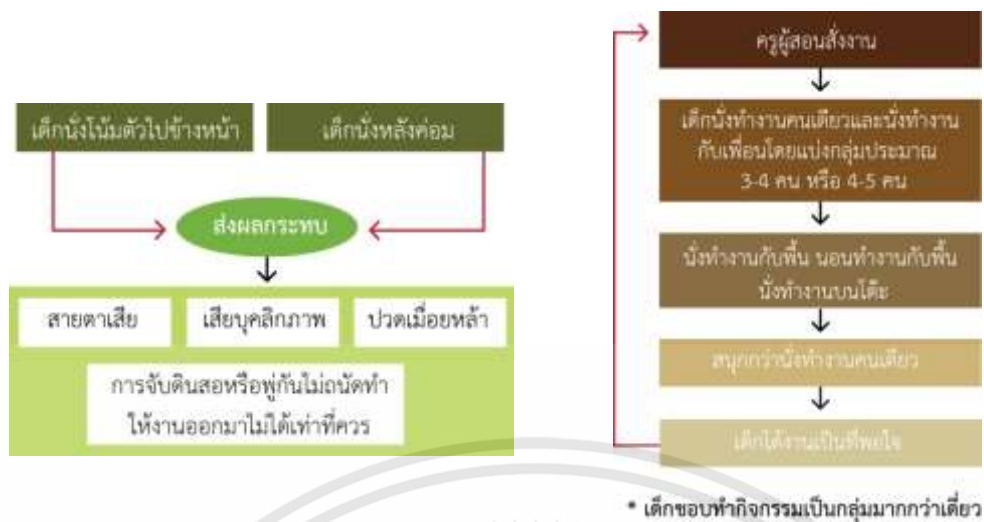 เด็กนั่งโน้มตัวไปข้างหน้า
เด็กนั่งหลังค่อม
ส่งผลกระทบ
สายตาเสีย
เสียบุคลิกภาพ
ปวดเมื่อยหล้า
การจับดินสอหรือพู่กันไม่ถนัดทำ
ให้งานออกมาไม่ได้เท่าที่ควร
ครูผู้สอนสั่งงาน
เด็กนั่งทำงานคนเดียวและนั่งทำงาน
กับเพื่อนโดยแบ่งกลุ่มประมาณ
3-4 คน หรือ 4-5 คน
นั่งทำงานกับพื้น นอนทำงานกับพื้น
นั่งทำงานบนโต๊ะ
สนุกกว่านั่งทำงานคนเดียว
เด็กได้งานเป็นที่พอใจ
* เด็กชอบทำกิจกรรมเป็นกลุ่มมากกว่าเดี่ยว